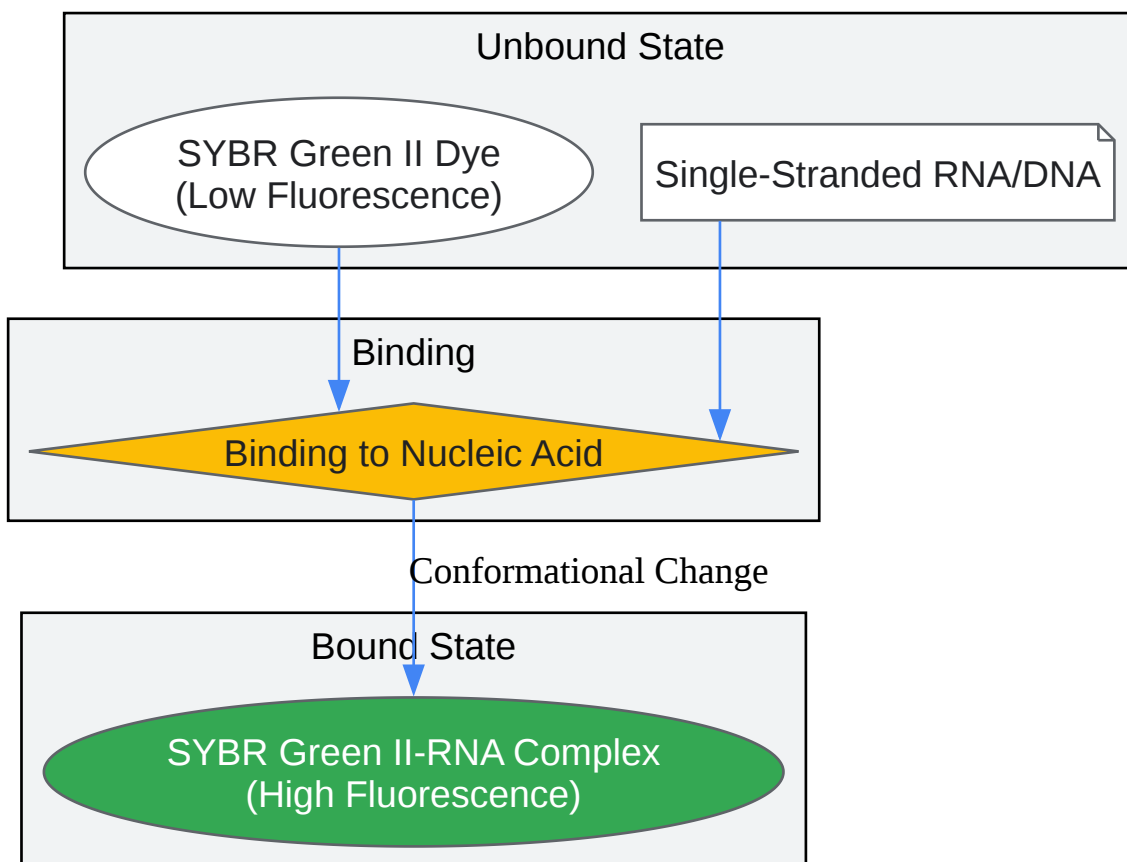 Unbound State
SYBR Green II Dye
(Low Fluorescence)
Single-Stranded RNA/DNA
Binding
Binding to Nucleic Acid
Conformational Change
Bound State
SYBR Green II-RNA Complex
(High Fluorescence)